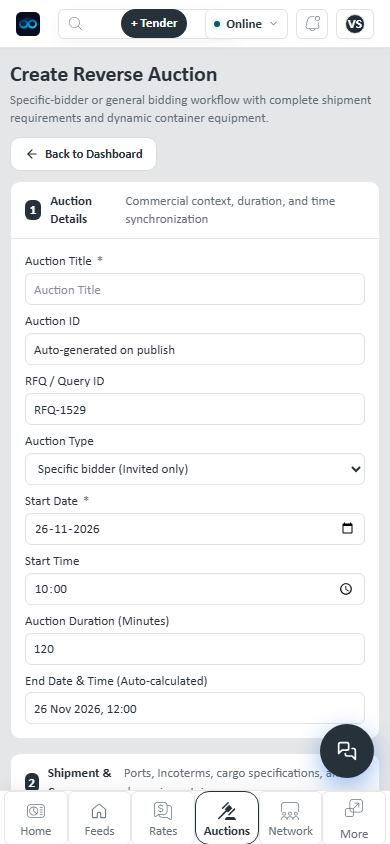 + Tender
Online
VS
Create Reverse Auction
Specific-bidder or general bidding workflow with complete shipment
requirements and dynamic container equipment.
Back to Dashboard
1
Auction Details
Commercial context, duration, and time
synchronization
Auction Title *
Auction Title
Auction ID
Auto-generated on publish
RFQ / Query ID
RFQ-1529
Auction Type
Specific bidder (Invited only)
Start Date *
26-11-2026
Start Time
10:00
Auction Duration (Minutes)
120
End Date & Time (Auto-calculated)
26 Nov 2026, 12:00
2
Shipment &
Ports, Incoterms, cargo specifications,
Home
Feeds
Rates
Auctions
Network
More